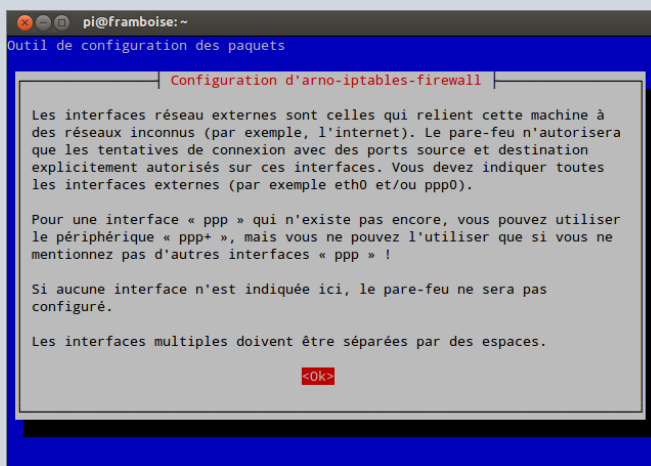 pi@framboise: ~
Outil de configuration des paquets
Configuration d'arno-iptables-firewall
Les interfaces réseau externes sont celles qui relient cette machine à
des réseaux inconnus (par exemple, l'internet). Le pare-feu n'autorisera
que les tentatives de connexion avec des ports source et destination
explicitement autorisés sur ces interfaces. Vous devez indiquer toutes
les interfaces externes (par exemple eth0 et/ou ppp0).
Pour une interface « ppp » qui n'existe pas encore, vous pouvez utiliser
le périphérique « ppp+ », mais vous ne pouvez l'utiliser que si vous ne
mentionnez pas d'autres interfaces « ppp » !
Si aucune interface n'est indiquée ici, le pare-feu ne sera pas
configuré.
Les interfaces multiples doivent être séparées par des espaces.
<Ok>